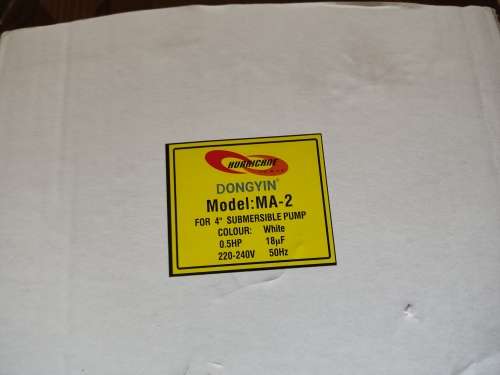 HURRICANE
DONGYIN
Model:MA-2
FOR 4" SUBMERSIBLE PUMP
COLOUR: White
0.5HP 18µF
220-240V 50Hz